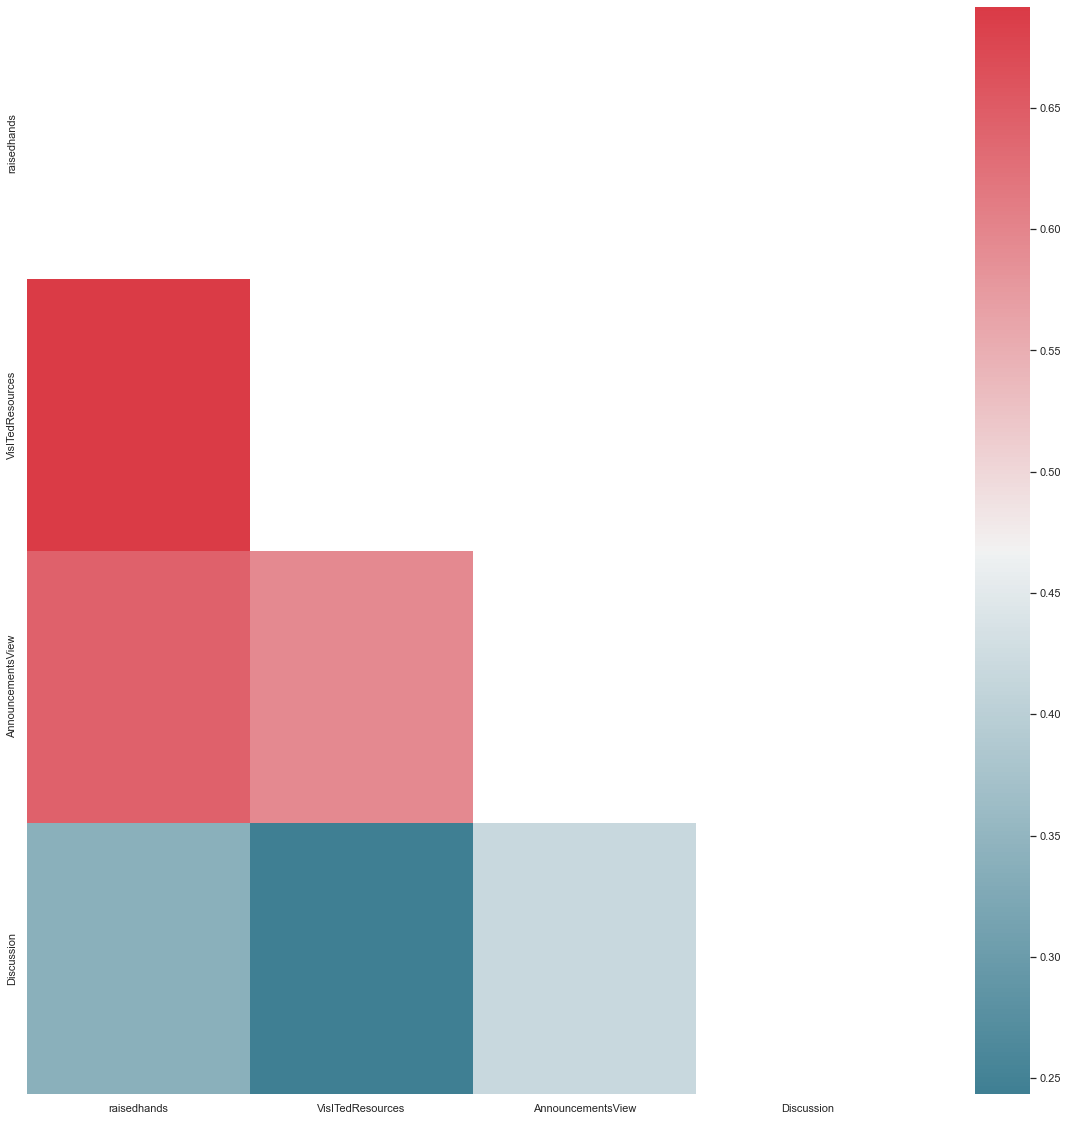 raisedhands
VisITedResources
AnnouncementsView
Discussion
raisedhands
VisITedResources
AnnouncementsView
Discussion
0.65
0.60
0.55
0.50
0.45
0.40
0.35
0.30
0.25